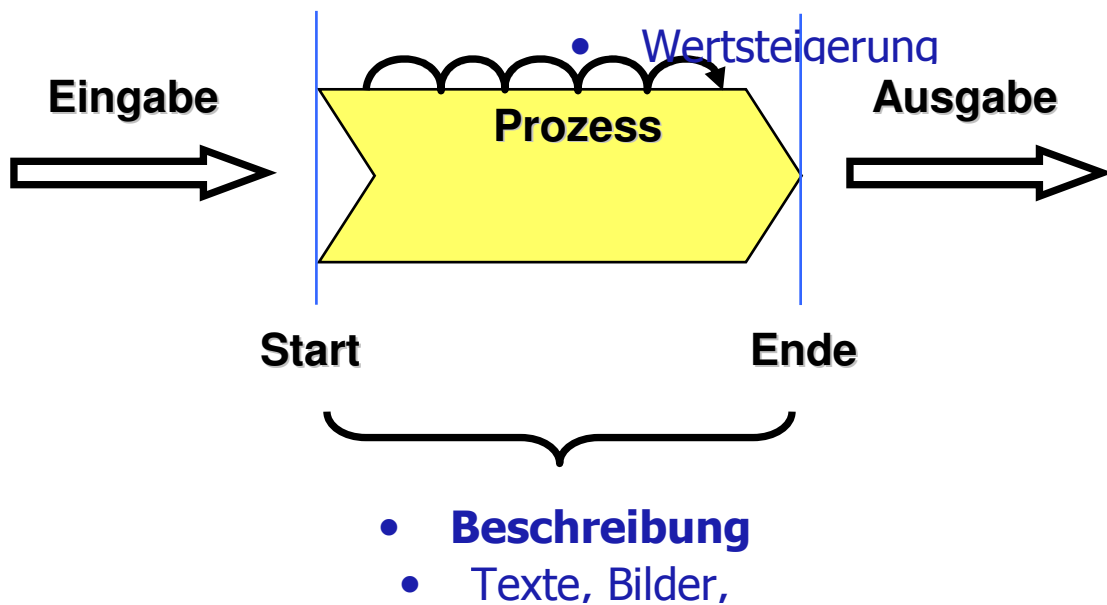 • Wertsteigerung
Eingabe
Prozess
Ausgabe
Start
Ende
• Beschreibung
• Texte, Bilder,